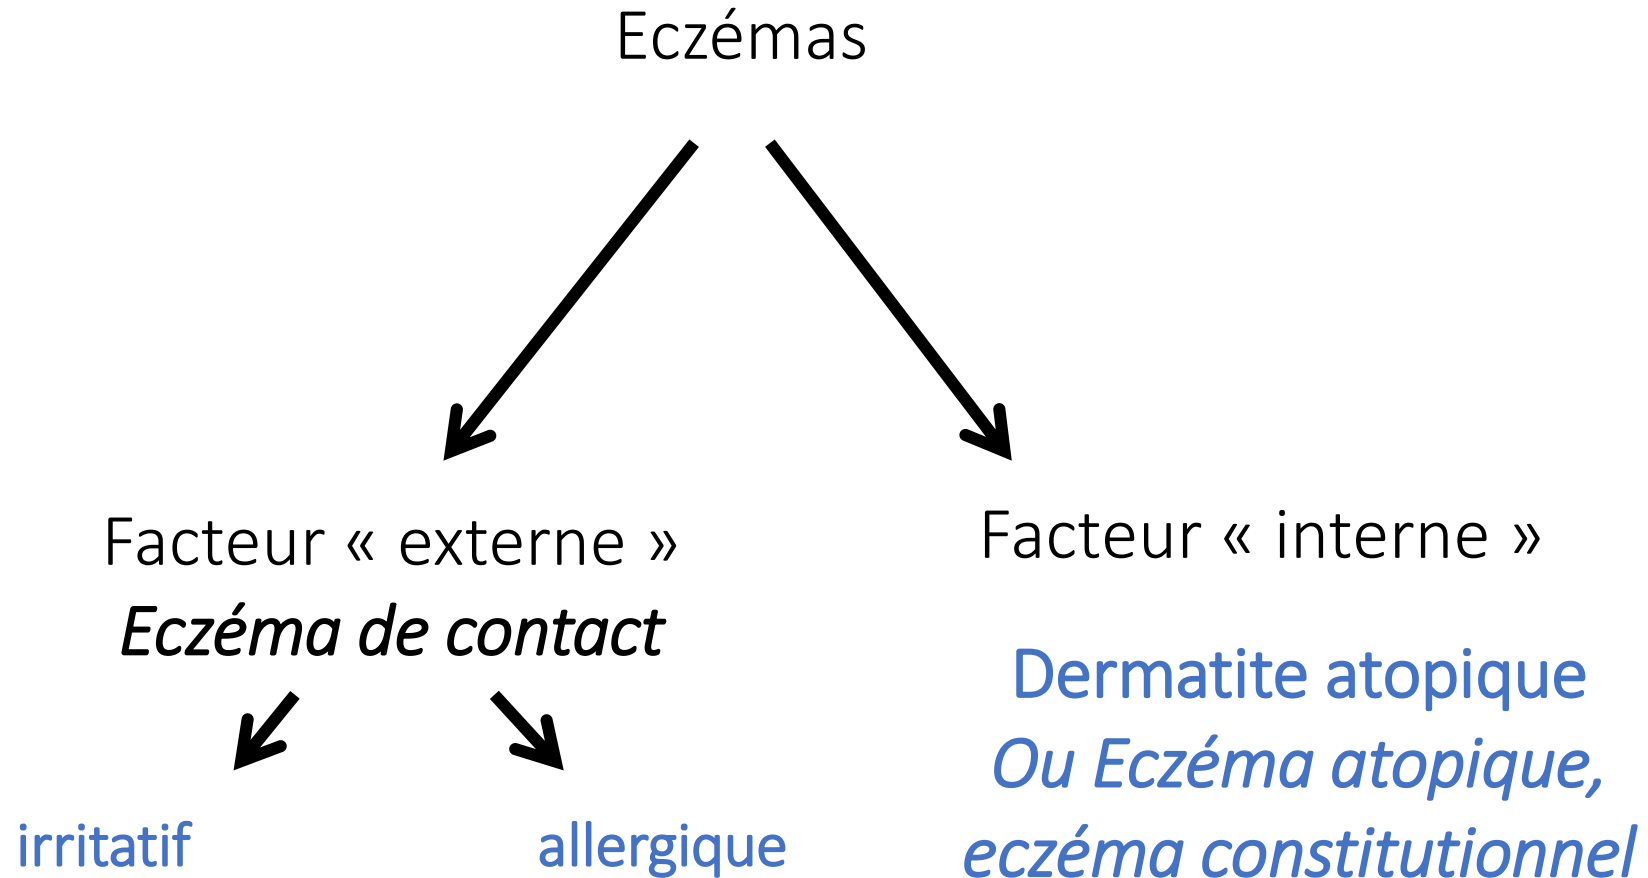 Eczémas
Facteur « externe »
Eczéma de contact
irritatif
allergique
Facteur « interne »
Dermatite atopique
Ou Eczéma atopique,
eczéma constitutionnel